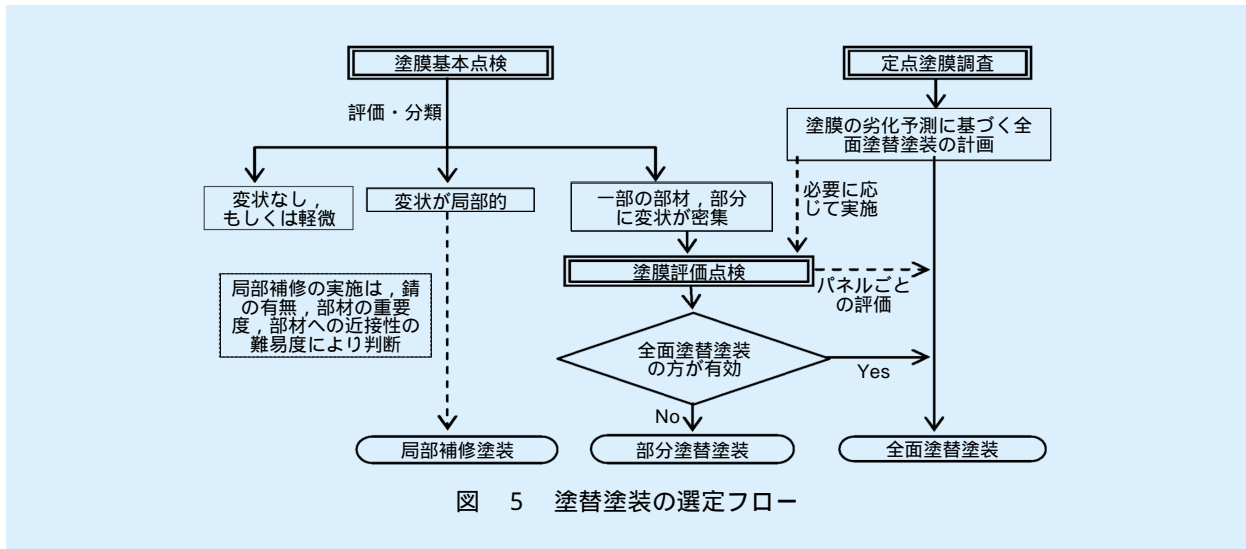 塗膜基本点検
定点塗膜調査
評価・分類
塗膜の劣化予測に基づく全
面塗替塗装の計画
変状なし，
もしくは軽微
変状が局部的
一部の部材，部分
に変状が密集
必要に応
じて実施
塗膜評価点検
パネルごと
の評価
局部補修の実施は，錆
の有無，部材の重要
度，部材への近接性の
難易度により判断
全面塗替塗装
の方が有効
Yes
No
局部補修塗装
部分塗替塗装
全面塗替塗装
図　5　塗替塗装の選定フロー